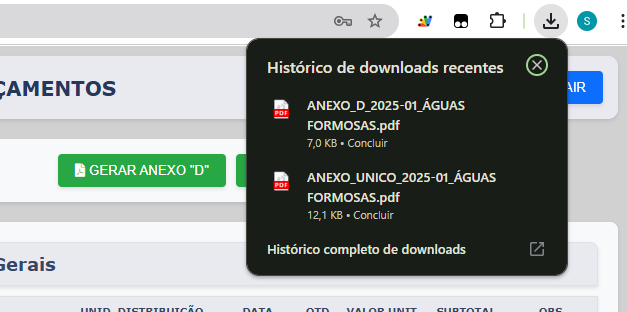 S
Histórico de downloads recentes
ÇAMENTOS
AIR
PDF
ANEXO_D_2025-01_ÁGUAS
FORMOSAS.pdf
7,0 KB • Concluir
GERAR ANEXO "D"
PDF
ANEXO_UNICO_2025-01_ÁGUAS
FORMOSAS.pdf
12,1 KB • Concluir
Histórico completo de downloads
Gerais
UNID. DISTRIBUIÇÃO DATA QTD VALOR UNIT SUBTOTAL OBS